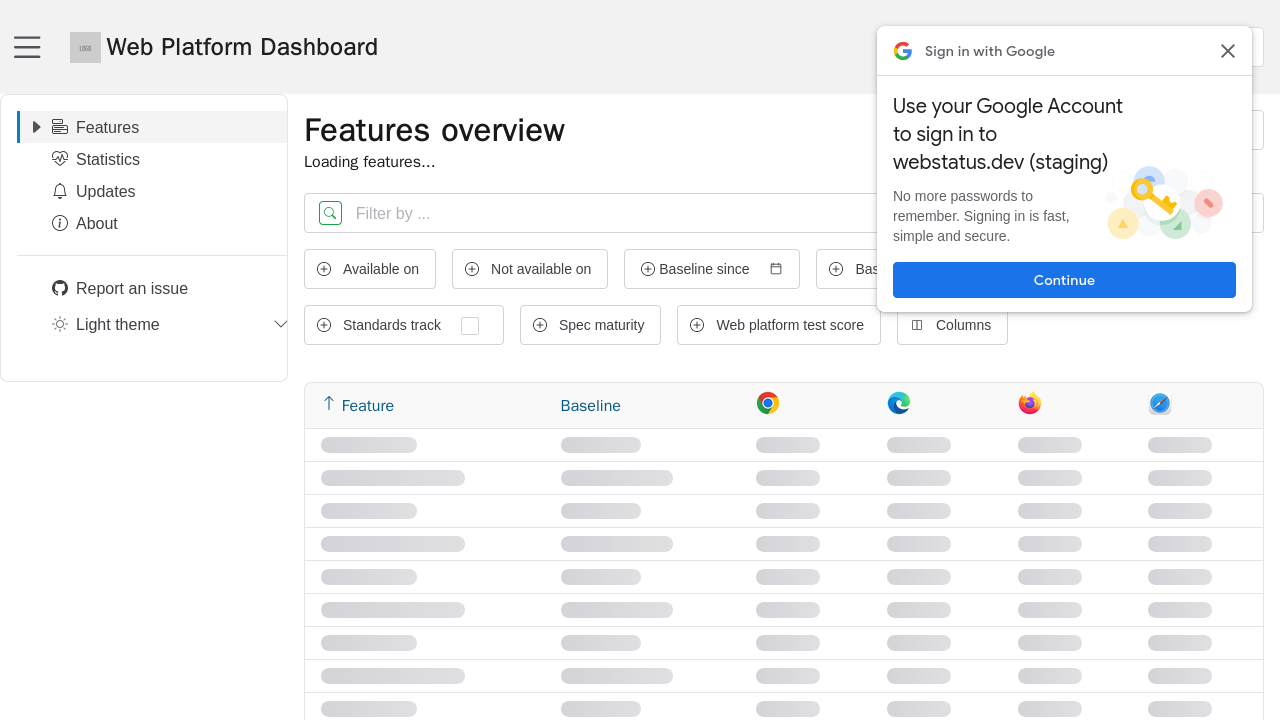 LOGO
Web Platform Dashboard
Sign in with Google
Use your Google Account
to sign in to
webstatus.dev (staging)
No more passwords to
remember. Signing in is fast,
simple and secure.
Continue
Features
Statistics
Updates
About
Report an issue
Light theme
Features overview
Loading features...
Filter by ...
Available on
Not available on
Baseline since
Standards track
Spec maturity
Web platform test score
Columns
Feature
Baseline